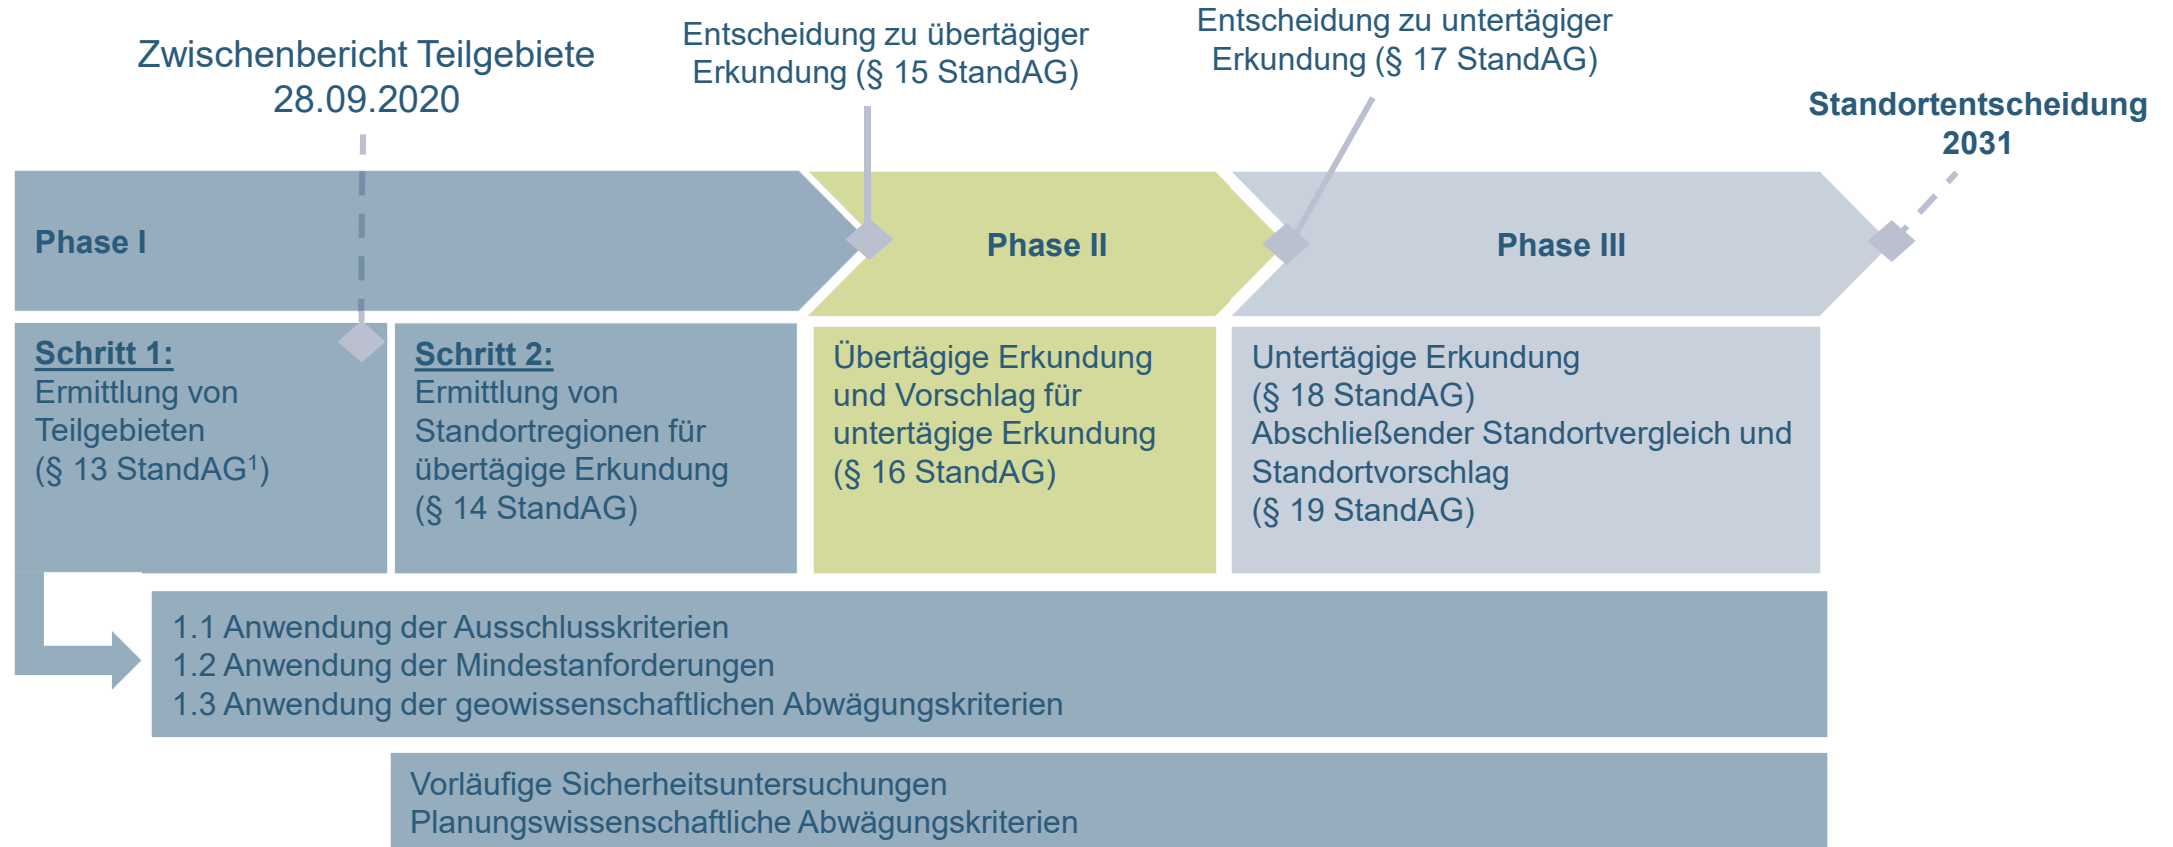 Zwischenbericht Teilgebiete
28.09.2020
Entscheidung zu übertägiger
Erkundung (§ 15 StandAG)
Entscheidung zu untertägiger
Erkundung (§ 17 StandAG)
Standortentscheidung
2031
Phase I
Phase II
Phase III
Schritt 1:
Ermittlung von
Teilgebieten
(§ 13 StandAG¹)
Schritt 2:
Ermittlung von
Standortregionen für
übertägige Erkundung
(§ 14 StandAG)
Übertägige Erkundung
und Vorschlag für
untertägige Erkundung
(§ 16 StandAG)
Untertägige Erkundung
(§ 18 StandAG)
Abschließender Standortvergleich und
Standortvorschlag
(§ 19 StandAG)
1.1 Anwendung der Ausschlusskriterien
1.2 Anwendung der Mindestanforderungen
1.3 Anwendung der geowissenschaftlichen Abwägungskriterien
Vorläufige Sicherheitsuntersuchungen
Planungswissenschaftliche Abwägungskriterien